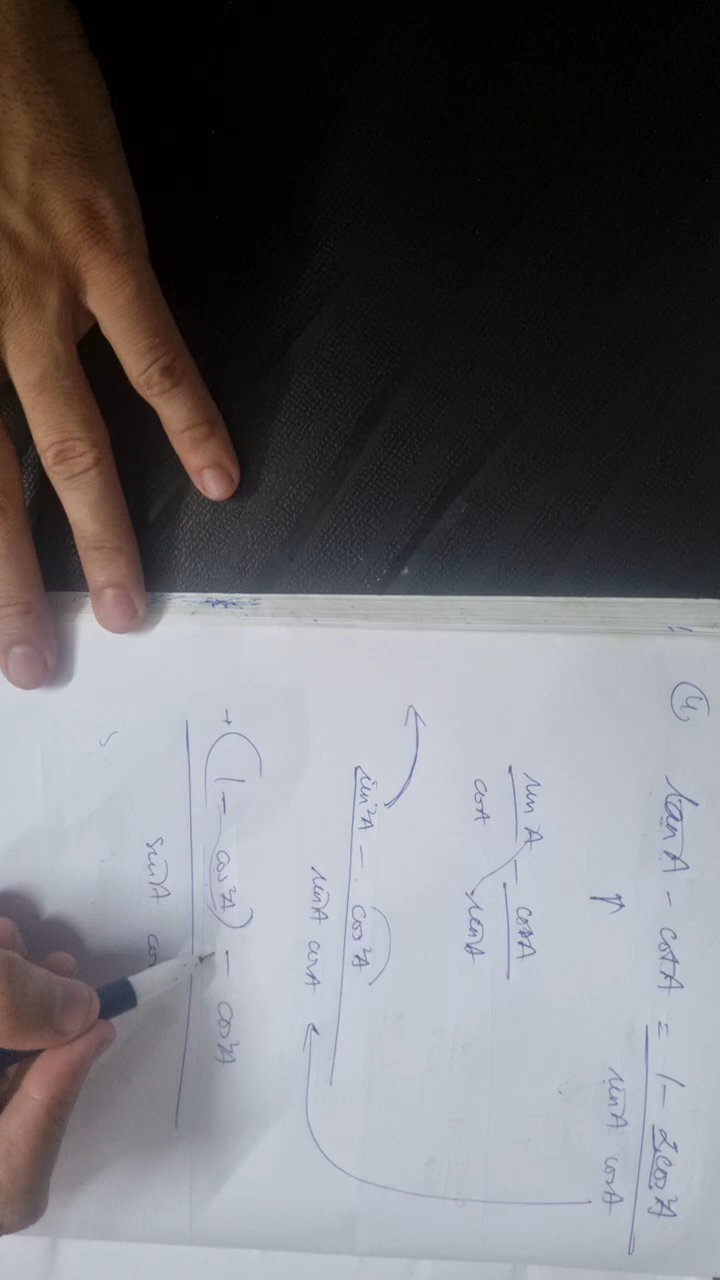 4. tanA - cotA = 1 - 2cos²A
sinA cosA
sinA - cosA
cosA sinA
sin²A - cos²A
sinA cosA
(1 - cos²A) - cos²A
sinA cos